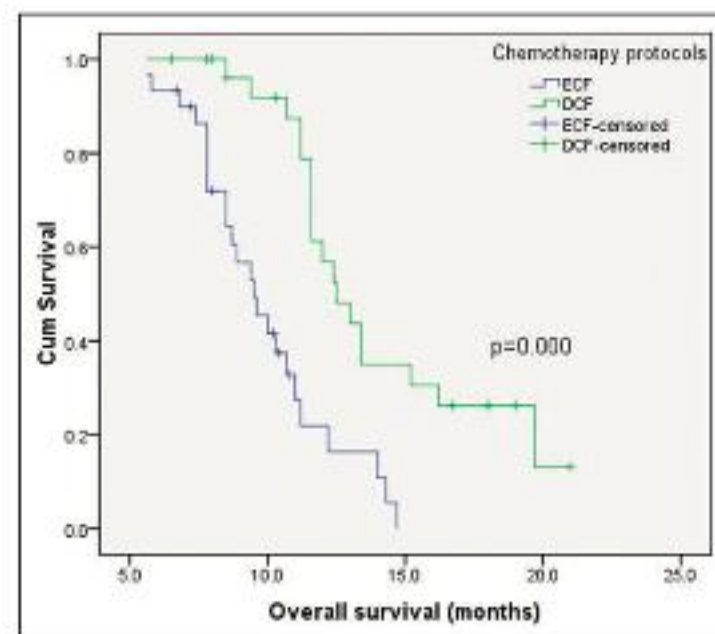 Chemotherapy protocols
ECF
DCF
ECF-censored
DCF-censored
1.0
0.8
0.6
0.4
0.2
0.0
Cum Survival
p=0.000
5.0 10.0 15.0 20.0 25.0
Overall survival (months)